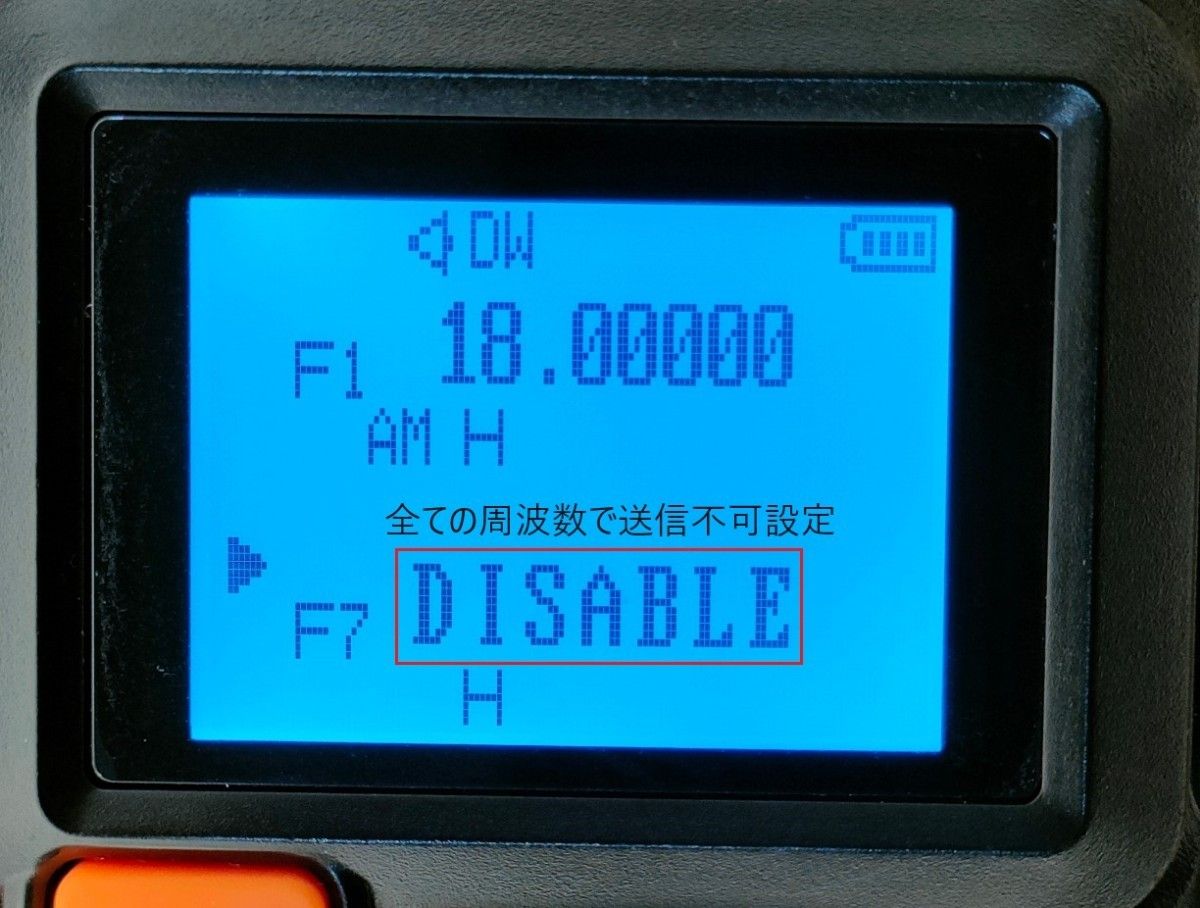 DW
18.00000
F1
AM H
全ての周波数で送信不可設定
DISABLE
F7
H